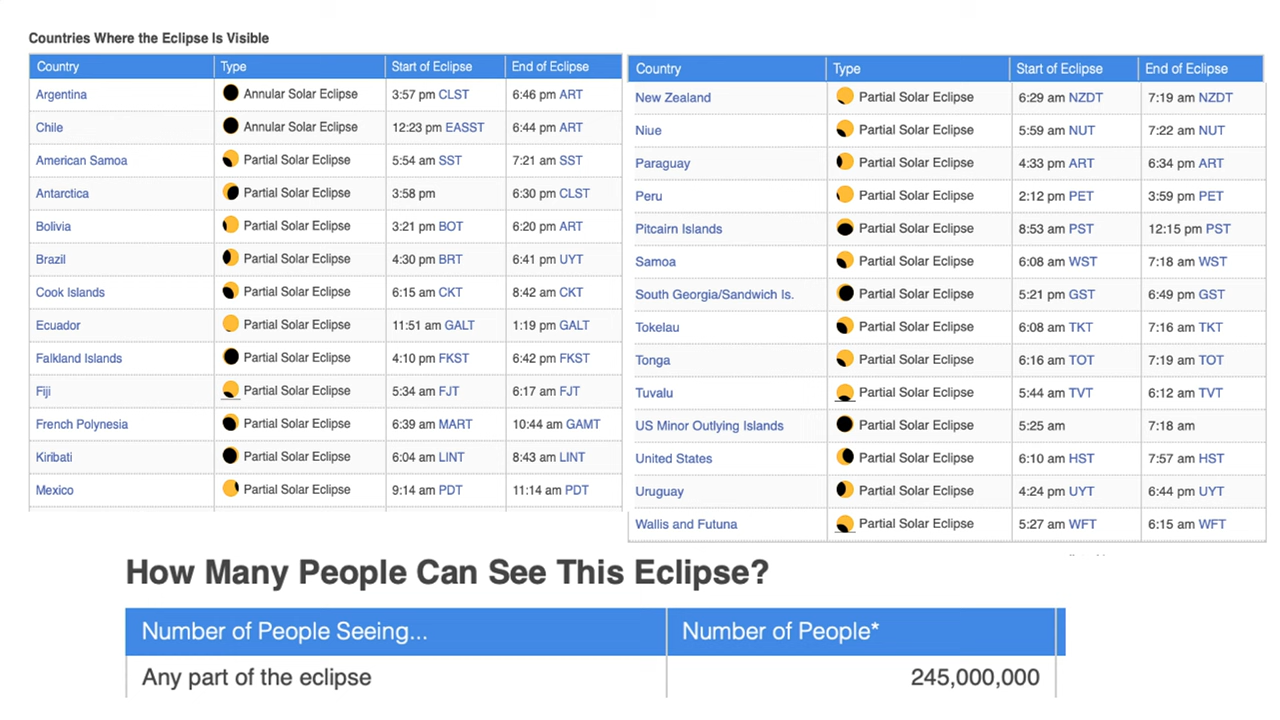 Countries Where the Eclipse Is Visible
Country Type Start of Eclipse End of Eclipse
Argentina Annular Solar Eclipse 3:57 pm CLST 6:46 pm ART
Chile Annular Solar Eclipse 12:23 pm EASST 6:44 pm ART
American Samoa Partial Solar Eclipse 5:54 am SST 7:21 am SST
Antarctica Partial Solar Eclipse 3:58 pm 6:30 pm CLST
Bolivia Partial Solar Eclipse 3:21 pm BOT 6:20 pm ART
Brazil Partial Solar Eclipse 4:30 pm BRT 6:41 pm UYT
Cook Islands Partial Solar Eclipse 6:15 am CKT 8:42 am CKT
Ecuador Partial Solar Eclipse 11:51 am GALT 1:19 pm GALT
Falkland Islands Partial Solar Eclipse 4:10 pm FKST 6:42 pm FKST
Fiji Partial Solar Eclipse 5:34 am FJT 6:17 am FJT
French Polynesia Partial Solar Eclipse 6:39 am MART 10:44 am GAMT
Kiribati Partial Solar Eclipse 6:04 am LINT 8:43 am LINT
Mexico Partial Solar Eclipse 9:14 am PDT 11:14 am PDT
Country Type Start of Eclipse End of Eclipse
New Zealand Partial Solar Eclipse 6:29 am NZDT 7:19 am NZDT
Niue Partial Solar Eclipse 5:59 am NUT 7:22 am NUT
Paraguay Partial Solar Eclipse 4:33 pm ART 6:34 pm ART
Peru Partial Solar Eclipse 2:12 pm PET 3:59 pm PET
Pitcairn Islands Partial Solar Eclipse 8:53 am PST 12:15 pm PST
Samoa Partial Solar Eclipse 6:08 am WST 7:18 am WST
South Georgia/Sandwich Is. Partial Solar Eclipse 5:21 pm GST 6:49 pm GST
Tokelau Partial Solar Eclipse 6:08 am TKT 7:16 am TKT
Tonga Partial Solar Eclipse 6:16 am TOT 7:19 am TOT
Tuvalu Partial Solar Eclipse 5:44 am TVT 6:12 am TVT
US Minor Outlying Islands Partial Solar Eclipse 5:25 am 7:18 am
United States Partial Solar Eclipse 6:10 am HST 7:57 am HST
Uruguay Partial Solar Eclipse 4:24 pm UYT 6:44 pm UYT
Wallis and Futuna Partial Solar Eclipse 5:27 am WFT 6:15 am WFT
How Many People Can See This Eclipse?
Number of People Seeing... Number of People*
Any part of the eclipse 245,000,000